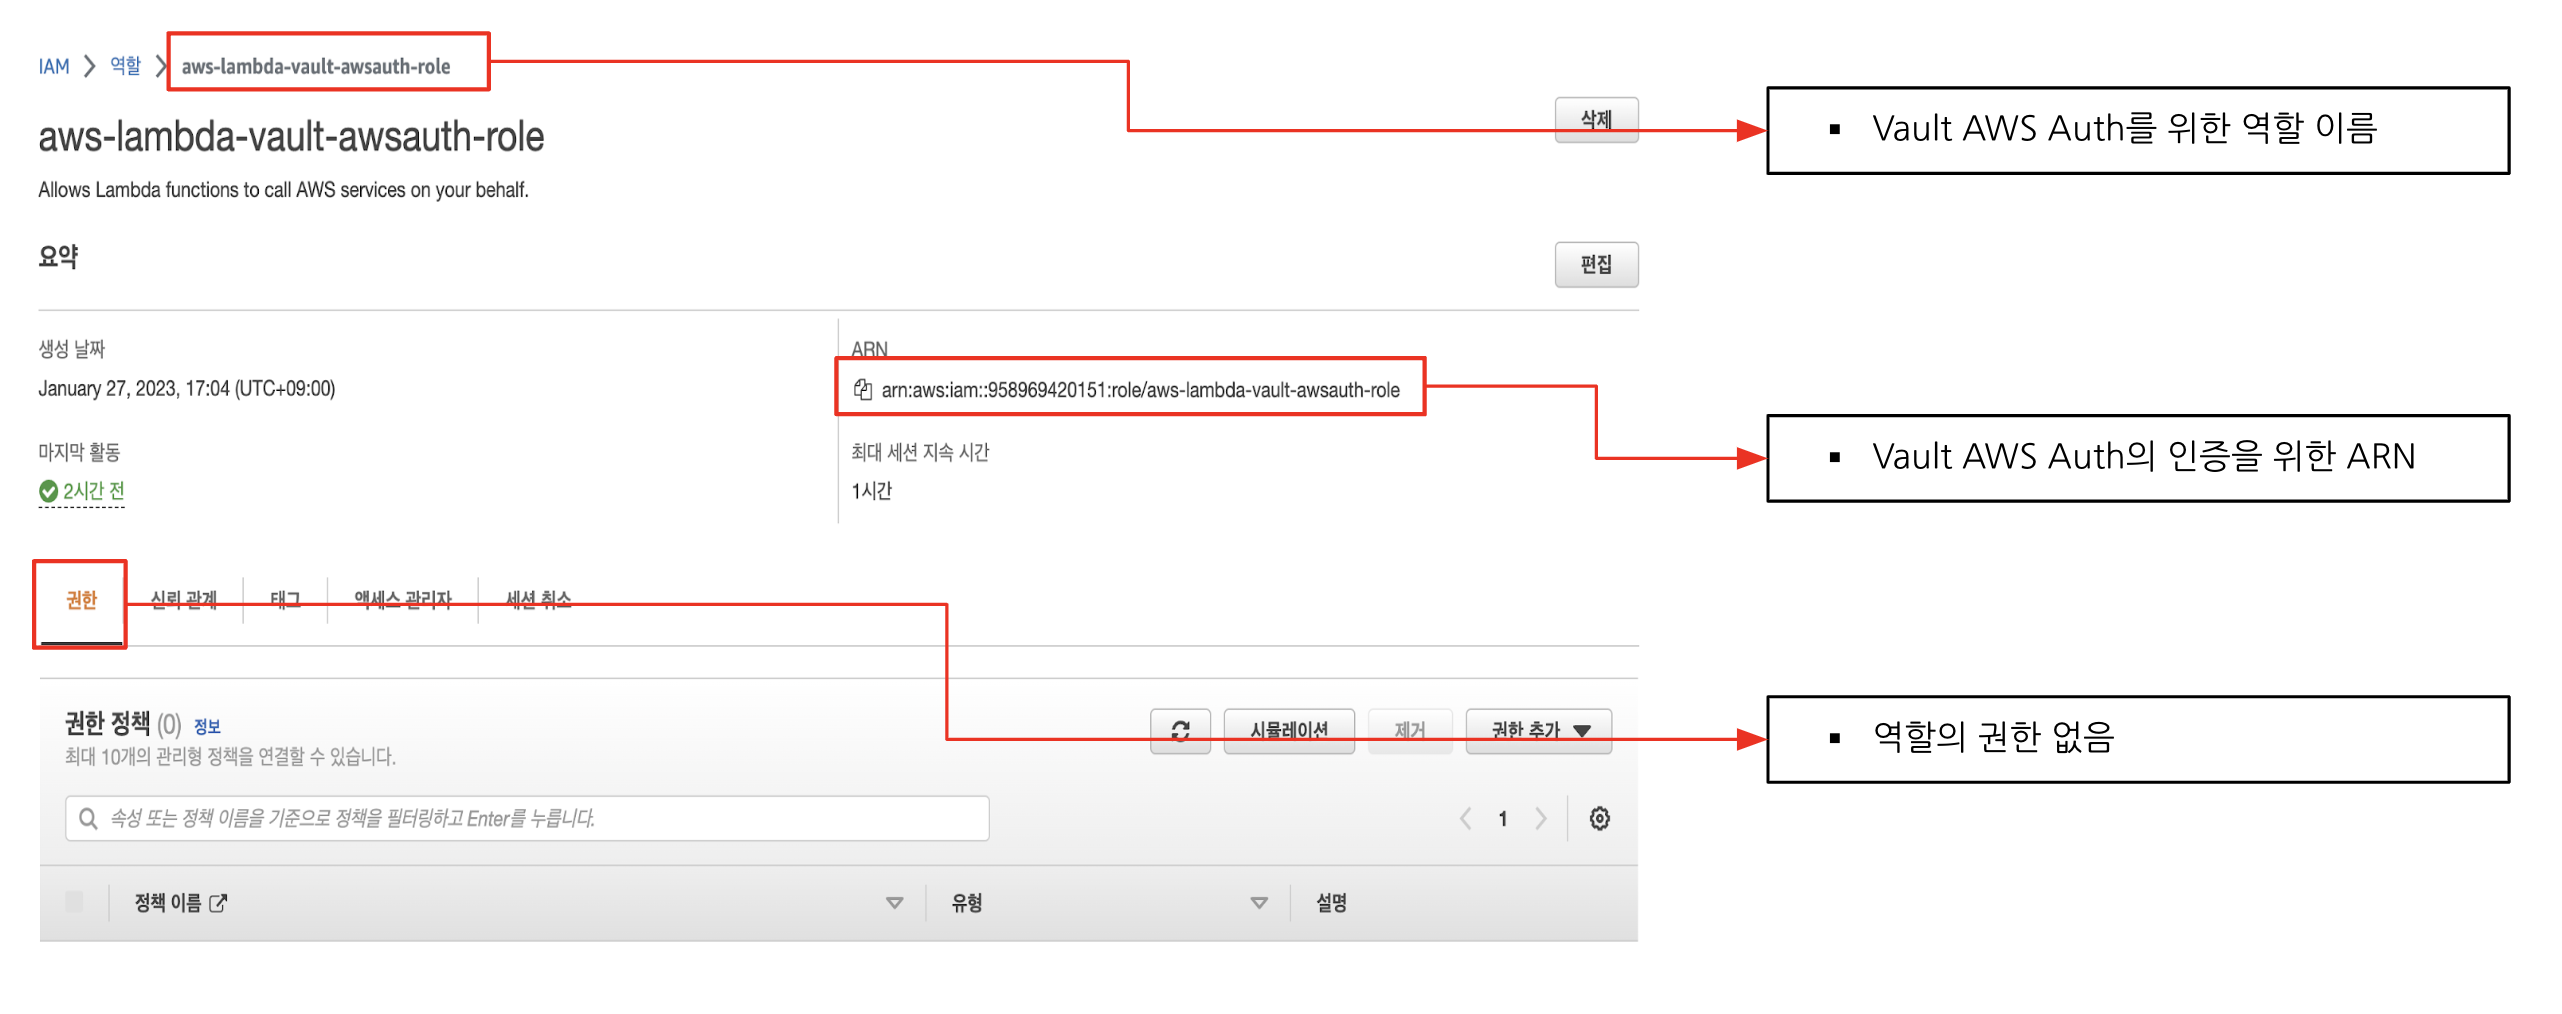 IAM 역할 aws-lambda-vault-awsauth-role
aws-lambda-vault-awsauth-role
삭제
Allows Lambda functions to call AWS services on your behalf.
요약
편집
생성 날짜
January 27, 2023, 17:04 (UTC+09:00)
ARN
arn:aws:iam::958969420151:role/aws-lambda-vault-awsauth-role
마지막 활동
2시간 전
최대 세션 지속 시간
1시간
권한 신뢰 관계 태그 액세스 관리자 세션 취소
권한 정책 (0) 정보
최대 10개의 관리형 정책을 연결할 수 있습니다.
시뮬레이션 제거 권한 추가
속성 또는 정책 이름을 기준으로 정책을 필터링하고 Enter를 누릅니다.
1
정책 이름 유형 설명
▪ Vault AWS Auth를 위한 역할 이름
▪ Vault AWS Auth의 인증을 위한 ARN
▪ 역할의 권한 없음